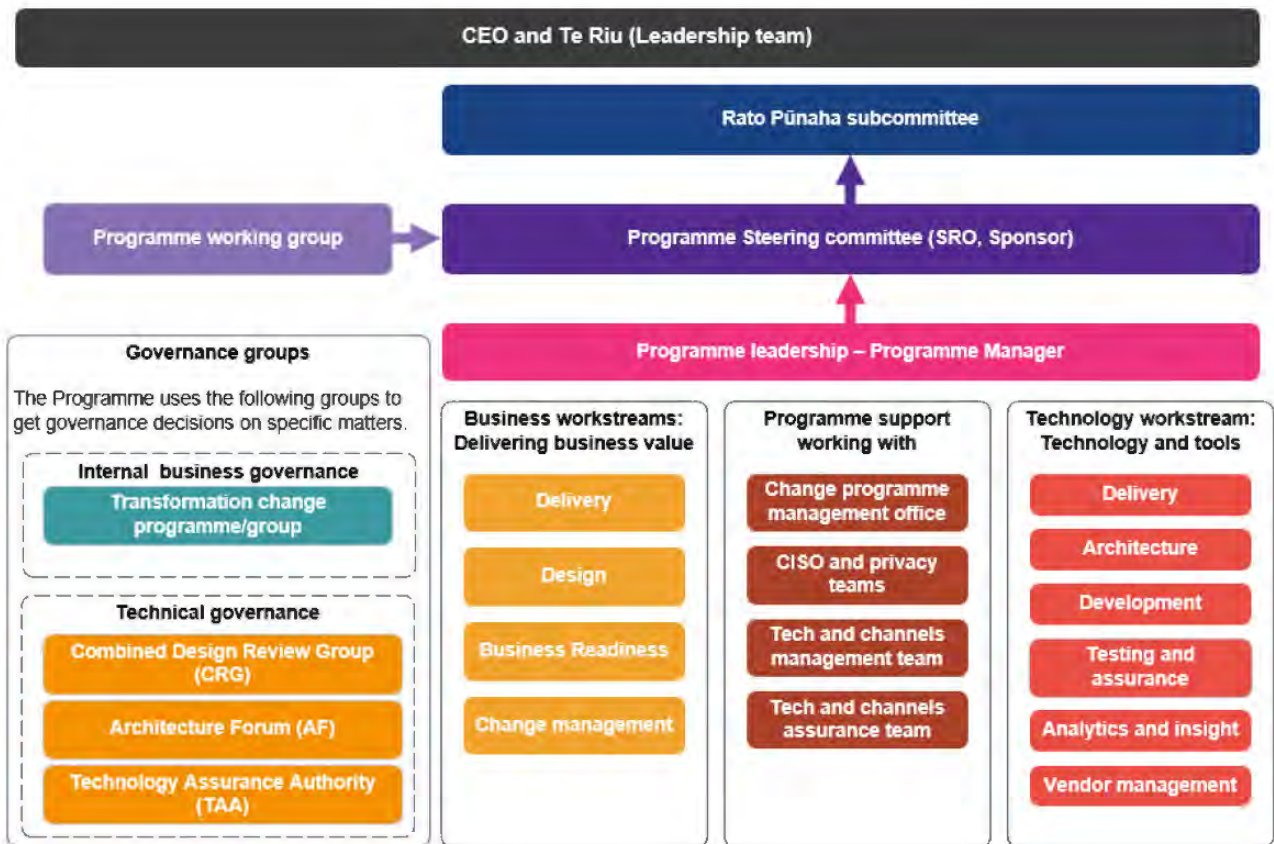 CEO and Te Riu (Leadership team)
Rato Pūnaha subcommittee
Programme working group
Programme Steering committee (SRO, Sponsor)
Programme leadership – Programme Manager
Governance groups
The Programme uses the following groups to
get governance decisions on specific matters.
Internal business governance
Transformation change
programme/group
Technical governance
Combined Design Review Group
(CRG)
Architecture Forum (AF)
Technology Assurance Authority
(TAA)
Business workstreams:
Delivering business value
Delivery
Design
Business Readiness
Change management
Programme support
working with
Change programme
management office
CISO and privacy
teams
Tech and channels
management team
Tech and channels
assurance team
Technology workstream:
Technology and tools
Delivery
Architecture
Development
Testing and
assurance
Analytics and insight
Vendor management